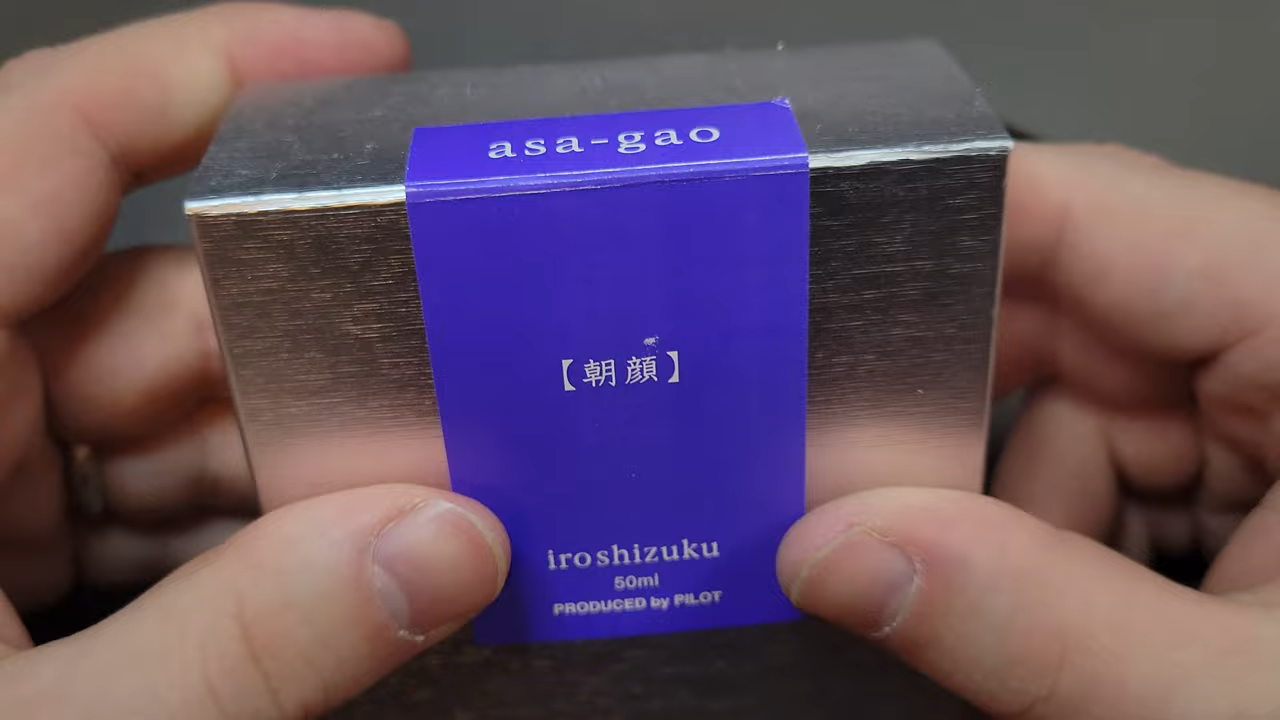 asa-gao
【朝顔】
iroshizuku
50ml
PRODUCED by PILOT